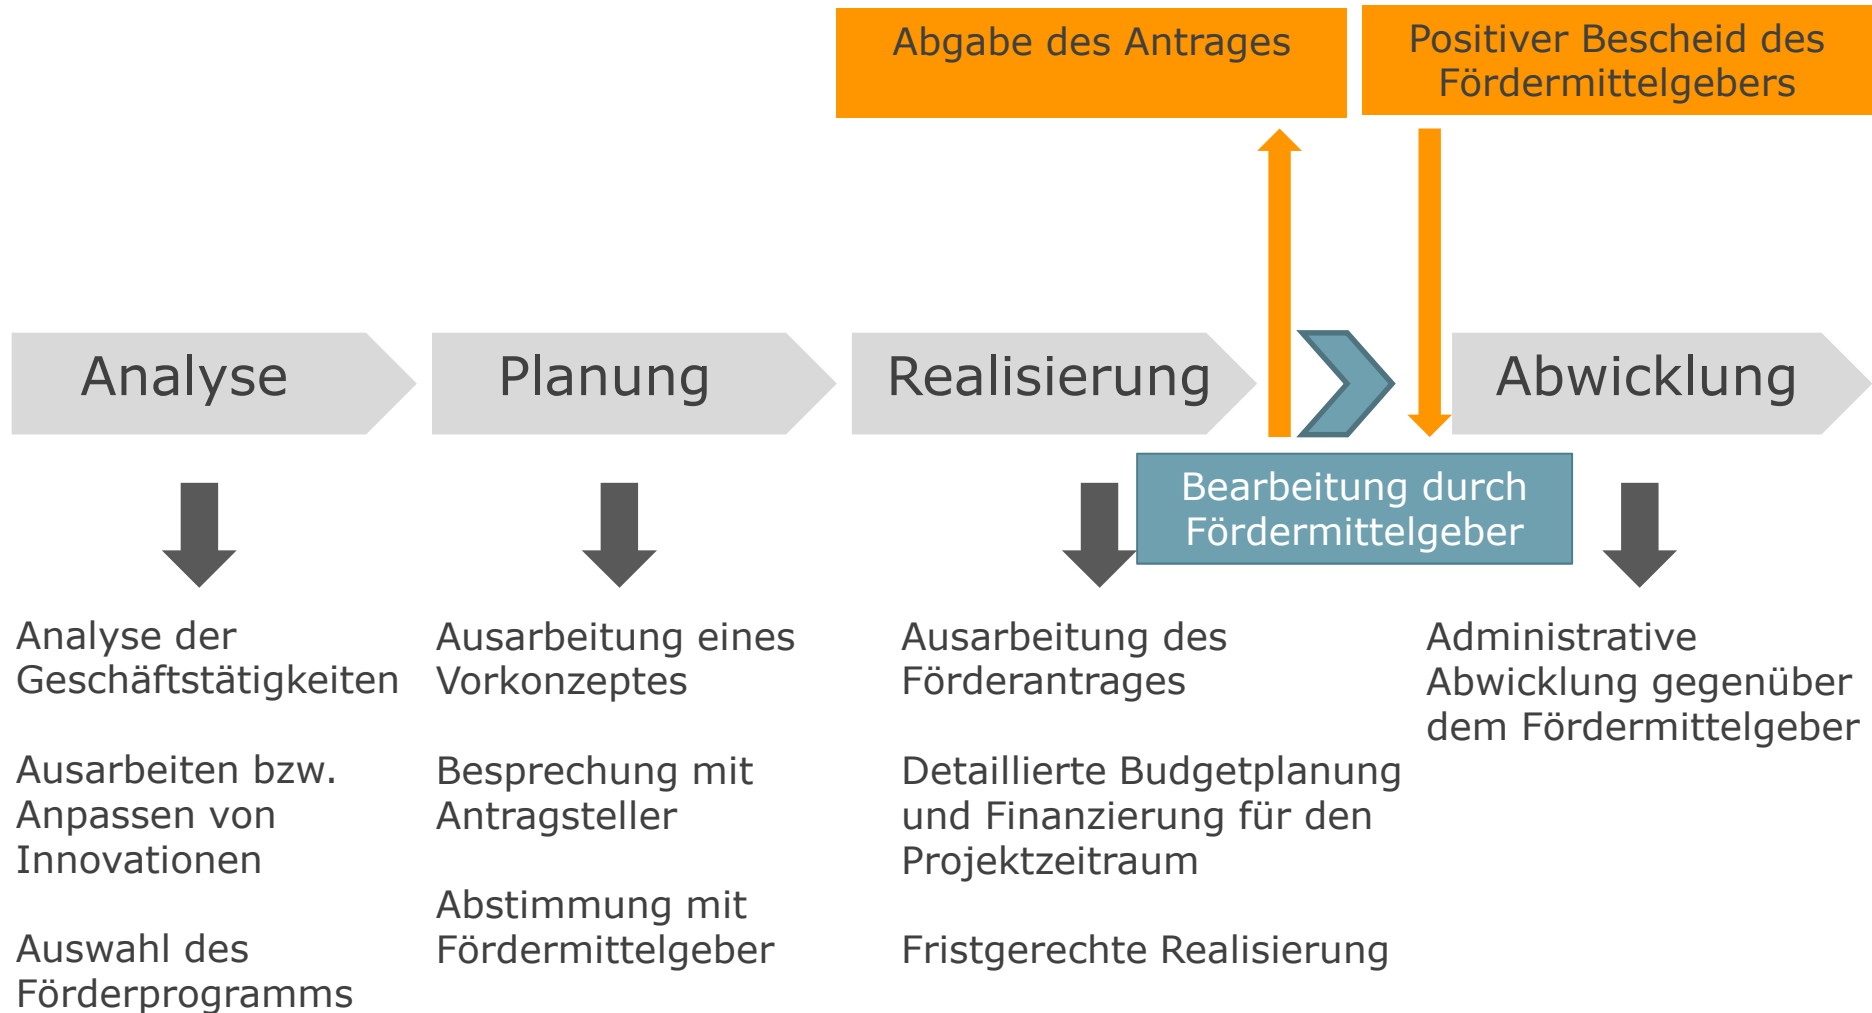 Abgabe des Antrages
Positiver Bescheid des
Fördermittelgebers
Analyse
Planung
Realisierung
Abwicklung
Bearbeitung durch
Fördermittelgeber
Analyse der
Geschäftstätigkeiten
Ausarbeiten bzw.
Anpassen von
Innovationen
Auswahl des
Förderprogramms
Ausarbeitung eines
Vorkonzeptes
Besprechung mit
Antragsteller
Abstimmung mit
Fördermittelgeber
Ausarbeitung des
Förderantrages
Detaillierte Budgetplanung
und Finanzierung für den
Projektzeitraum
Fristgerechte Realisierung
Administrative
Abwicklung gegenüber
dem Fördermittelgeber